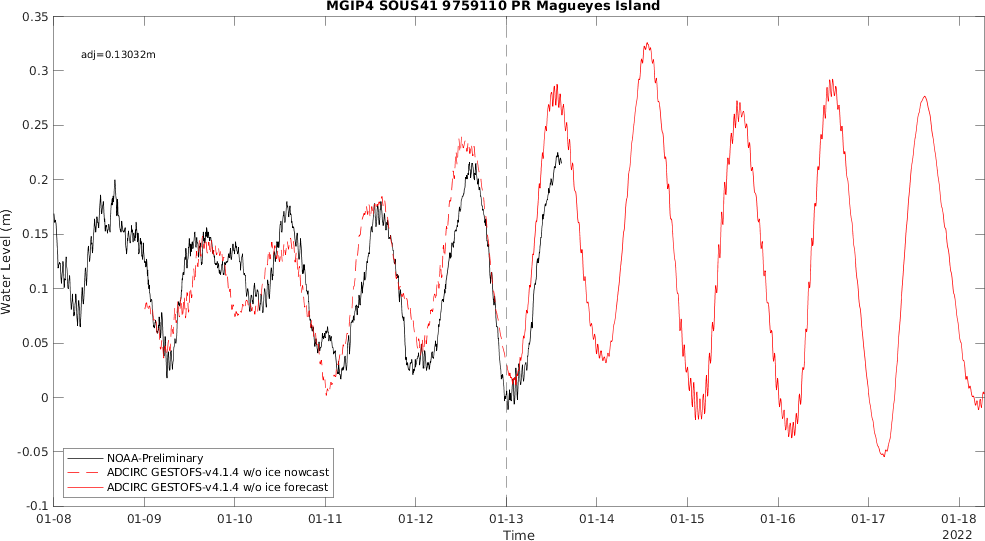 MGIP4 SOUS41 9759110 PR Magueyes Island
adj=0.13032m
Water Level (m)
0.35
0.3
0.25
0.2
0.15
0.1
0.05
0
-0.05
-0.1
NOAA-Preliminary
ADCIRC GESTOFS-v4.1.4 w/o ice nowcast
ADCIRC GESTOFS-v4.1.4 w/o ice forecast
01-08 01-09 01-10 01-11 01-12 01-13 01-14 01-15 01-16 01-17 01-18
Time
2022